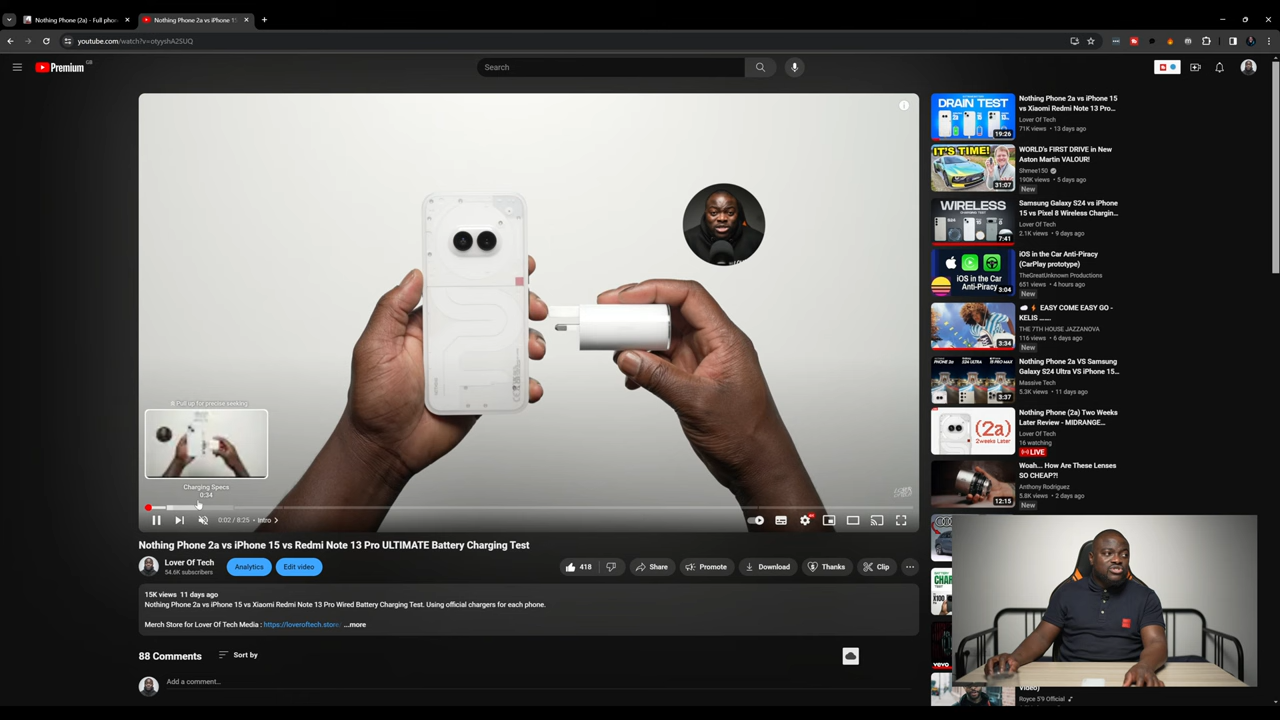 Nothing Phone (2a) - Full phon
Nothing Phone 2a vs iPhone 15
youtube.com/watch?v=otyyshA2SUQ
Premium
GB
Search
Pull up for precise seeking
Charging Specs
0:34
0:02 / 8:25 • Intro
Nothing Phone 2a vs iPhone 15 vs Redmi Note 13 Pro ULTIMATE Battery Charging Test
Lover Of Tech
54.6K subscribers
Analytics
Edit video
418
Share
Promote
Download
Thanks
Clip
15K views 11 days ago
Nothing Phone 2a vs iPhone 15 vs Xiaomi Redmi Note 13 Pro Wired Battery Charging Test. Using official chargers for each phone.
Merch Store for Lover Of Tech Media : https://loveroftech.store/ ...more
88 Comments
Sort by
Add a comment...
DRAIN TEST
19:26
Nothing Phone 2a vs iPhone 15
vs Xiaomi Redmi Note 13 Pro...
Lover Of Tech
71K views • 13 days ago
IT'S TIME!
31:07
WORLD's FIRST DRIVE in New
Aston Martin VALOUR!
Shmee150
190K views • 5 days ago
New
WIRELESS
7:41
Samsung Galaxy S24 vs iPhone
15 vs Pixel 8 Wireless Chargin...
Lover Of Tech
2.1K views • 9 days ago
iOS in the Car
3:04
iOS in the Car Anti-Piracy
(CarPlay prototype)
TheGreatUnknown Productions
651 views • 4 hours ago
New
3:34
EASY COME EASY GO -
KELIS ......
THE 7TH HOUSE JAZZANOVA
116 views • 6 days ago
3:37
Nothing Phone 2a VS Samsung
Galaxy S24 Ultra VS iPhone 15...
Massive Tech
5.3K views • 11 days ago
(2a)
2weeks Later
Nothing Phone (2a) Two Weeks
Later Review - MIDRANGE...
Lover Of Tech
16 watching
LIVE
12:15
Woah... How Are These Lenses
SO CHEAP?!
Anthony Rodriguez
5.8K views • 2 days ago
New
Video)
Royce 5'9 Official